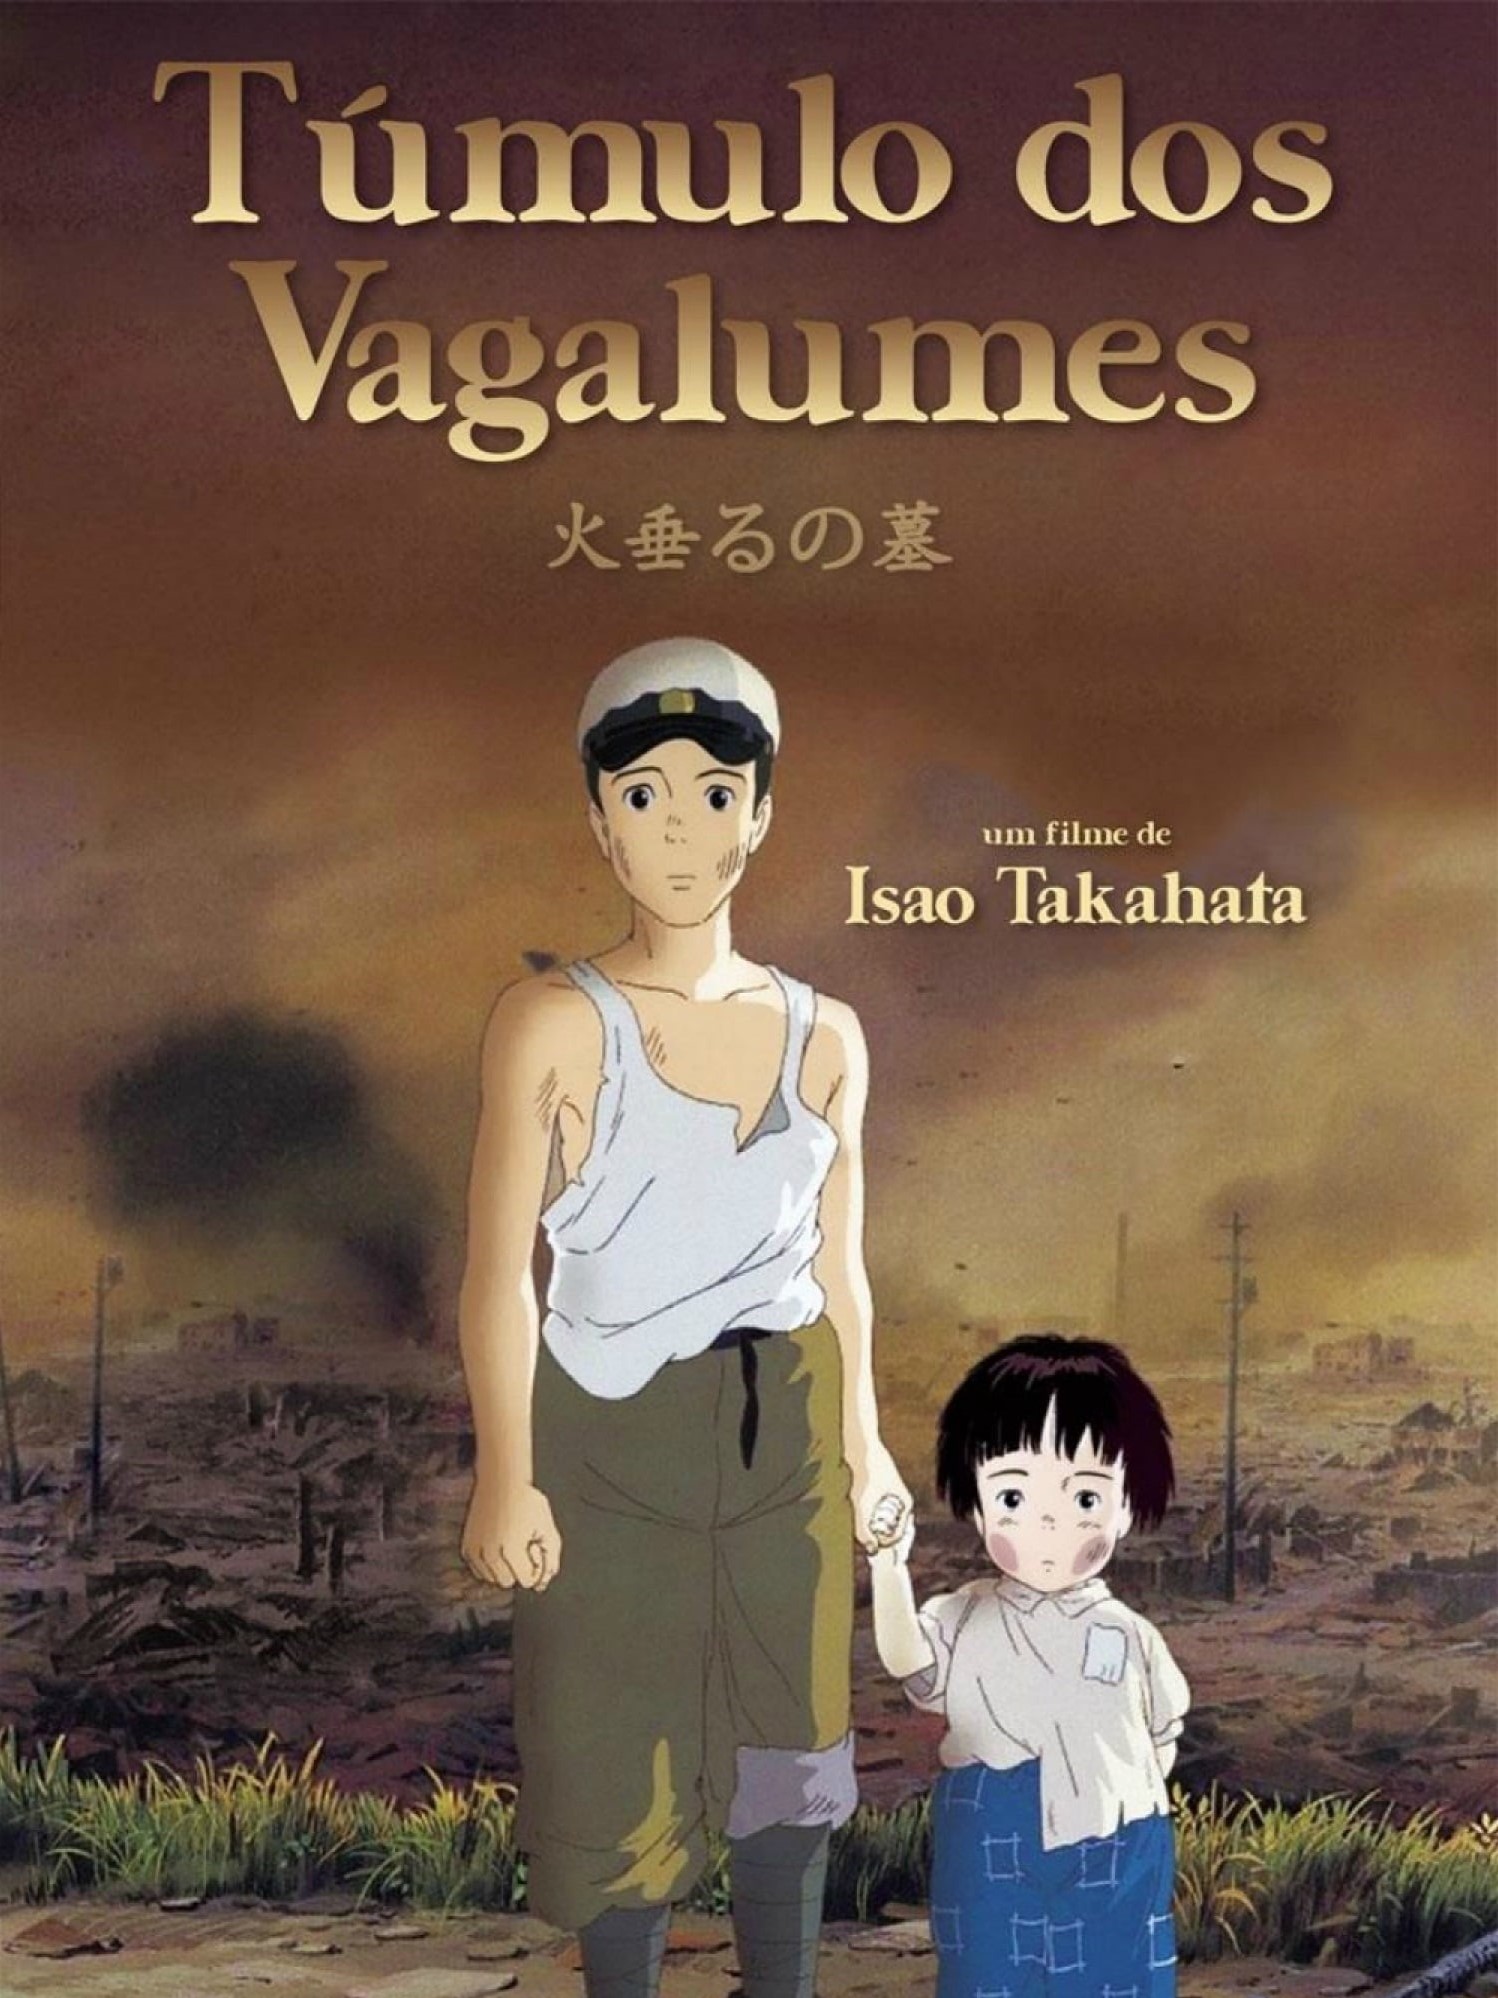 Túmulo dos
Vagalumes
火垂るの墓
um filme de
Isao Takahata